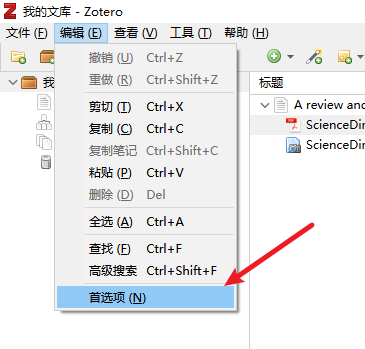 Z 我的文库 - Zotero
文件 (F) 编辑 (E) 查看 (V) 工具 (T) 帮助 (H)
我
标题
撤销 (U) Ctrl+Z
重做 (R) Ctrl+Shift+Z
A review and
剪切 (T) Ctrl+X
ScienceDir
复制 (C) Ctrl+C
ScienceDir
复制笔记 Ctrl+Shift+C
粘贴 (P) Ctrl+V
删除 (D) Del
全选 (A) Ctrl+A
查找 (F) Ctrl+F
高级搜索 Ctrl+Shift+F
首选项 (N)